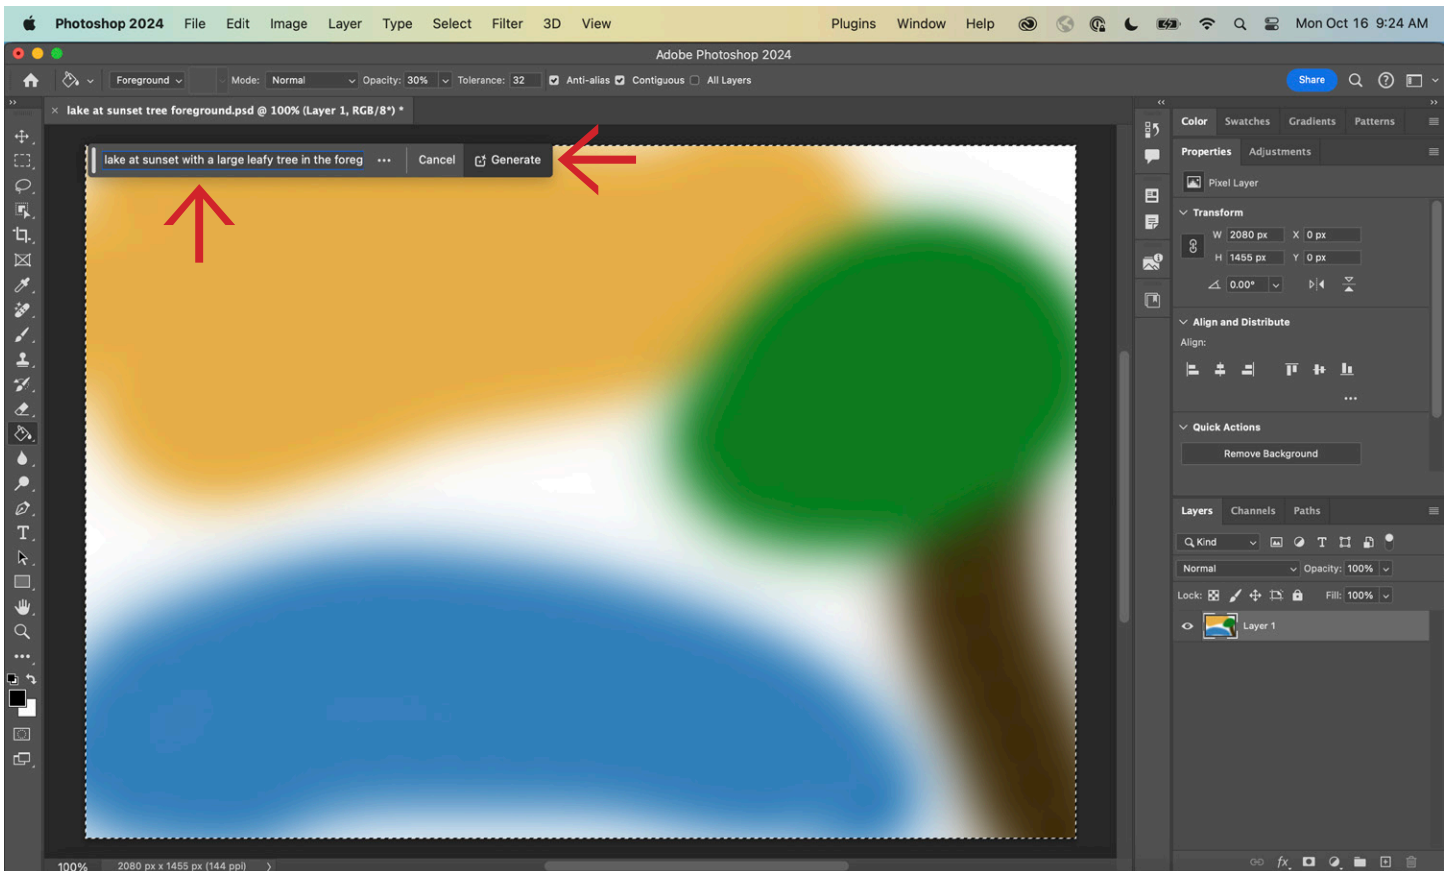 Photoshop 2024 File Edit Image Layer Type Select Filter 3D View Plugins Window Help Mon Oct 16 9:24 AM
Adobe Photoshop 2024
Foreground Mode: Normal Opacity: 30% Tolerance: 32 Anti-alias Contiguous All Layers Share
lake at sunset tree foreground.psd @ 100% (Layer 1, RGB/8*) *
lake at sunset with a large leafy tree in the foreg ... Cancel Generate
Color Swatches Gradients Patterns
Properties Adjustments
Pixel Layer
Transform
W 2080 px X 0 px
H 1455 px Y 0 px
0.00°
Align and Distribute
Align:
Quick Actions
Remove Background
Layers Channels Paths
Kind
Normal Opacity: 100%
Lock: Fill: 100%
Layer 1
100% 2080 px x 1455 px (144 ppi)